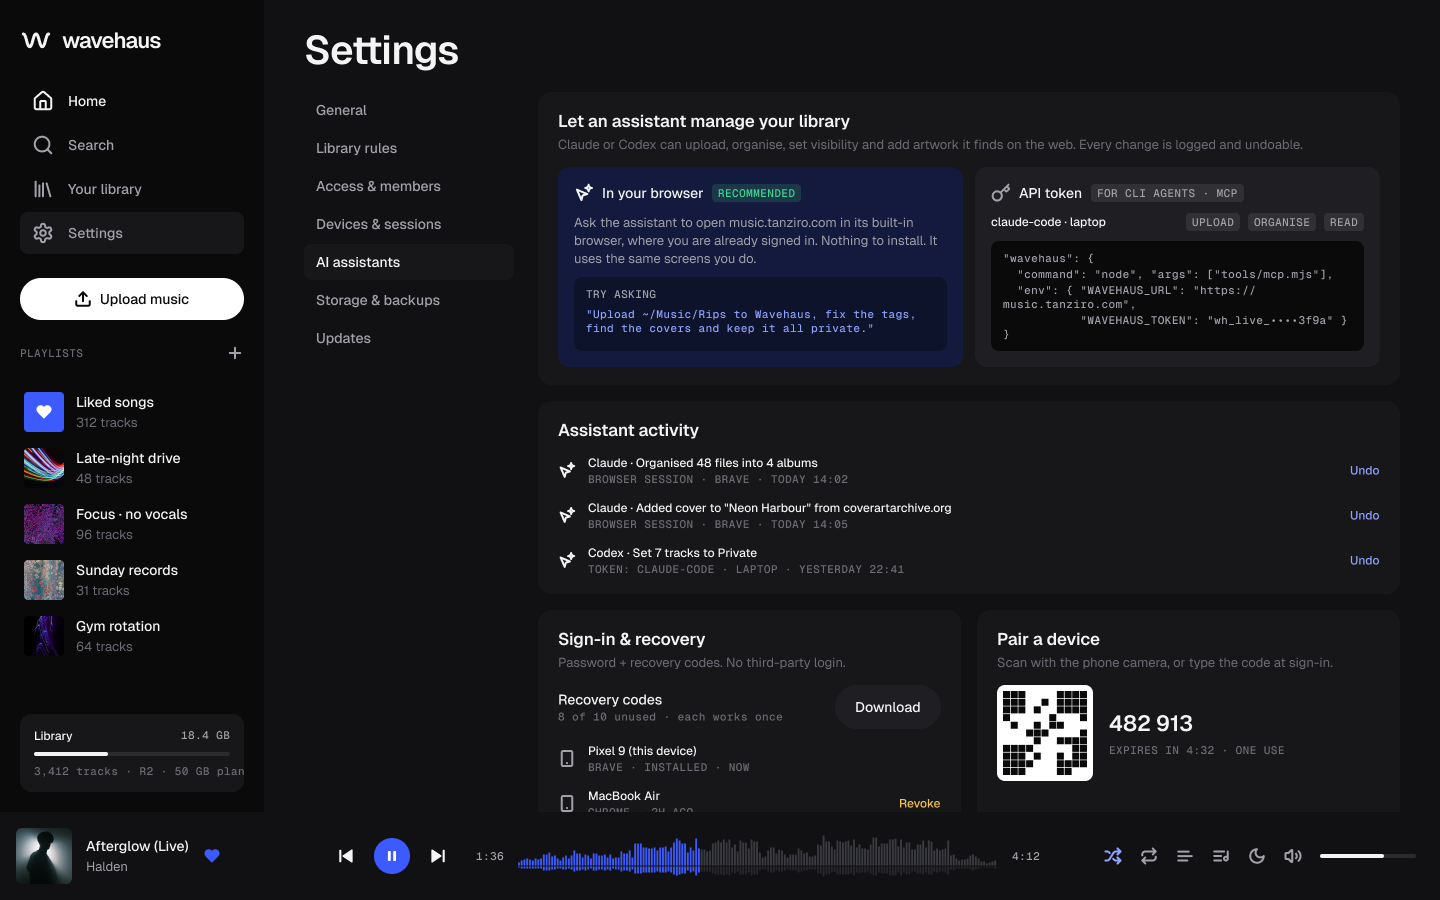 wavehaus
Home
Search
Your library
Settings
Upload music
PLAYLISTS
Liked songs
312 tracks
Late-night drive
48 tracks
Focus · no vocals
96 tracks
Sunday records
31 tracks
Gym rotation
64 tracks
Library 18.4 GB
3,412 tracks · R2 · 50 GB plan
Settings
General
Library rules
Access & members
Devices & sessions
AI assistants
Storage & backups
Updates
Let an assistant manage your library
Claude or Codex can upload, organise, set visibility and add artwork it finds on the web. Every change is logged and undoable.
In your browser RECOMMENDED
Ask the assistant to open music.tanziro.com in its built-in
browser, where you are already signed in. Nothing to install. It
uses the same screens you do.
TRY ASKING
"Upload ~/Music/Rips to Wavehaus, fix the tags,
find the covers and keep it all private."
API token FOR CLI AGENTS · MCP
claude-code · laptop UPLOAD ORGANISE READ
"wavehaus": {
"command": "node", "args": ["tools/mcp.mjs"],
"env": { "WAVEHAUS_URL": "https://
music.tanziro.com",
"WAVEHAUS_TOKEN": "wh_live_••••3f9a" }
}
Assistant activity
Claude · Organised 48 files into 4 albums
BROWSER SESSION · BRAVE · TODAY 14:02
Undo
Claude · Added cover to "Neon Harbour" from coverartarchive.org
BROWSER SESSION · BRAVE · TODAY 14:05
Undo
Codex · Set 7 tracks to Private
TOKEN: CLAUDE-CODE · LAPTOP · YESTERDAY 22:41
Undo
Sign-in & recovery
Password + recovery codes. No third-party login.
Recovery codes
8 of 10 unused · each works once
Download
Pixel 9 (this device)
BRAVE · INSTALLED · NOW
MacBook Air
CHROME · 2H AGO
Revoke
Pair a device
Scan with the phone camera, or type the code at sign-in.
482 913
EXPIRES IN 4:32 · ONE USE
Afterglow (Live)
Halden
1:36
4:12